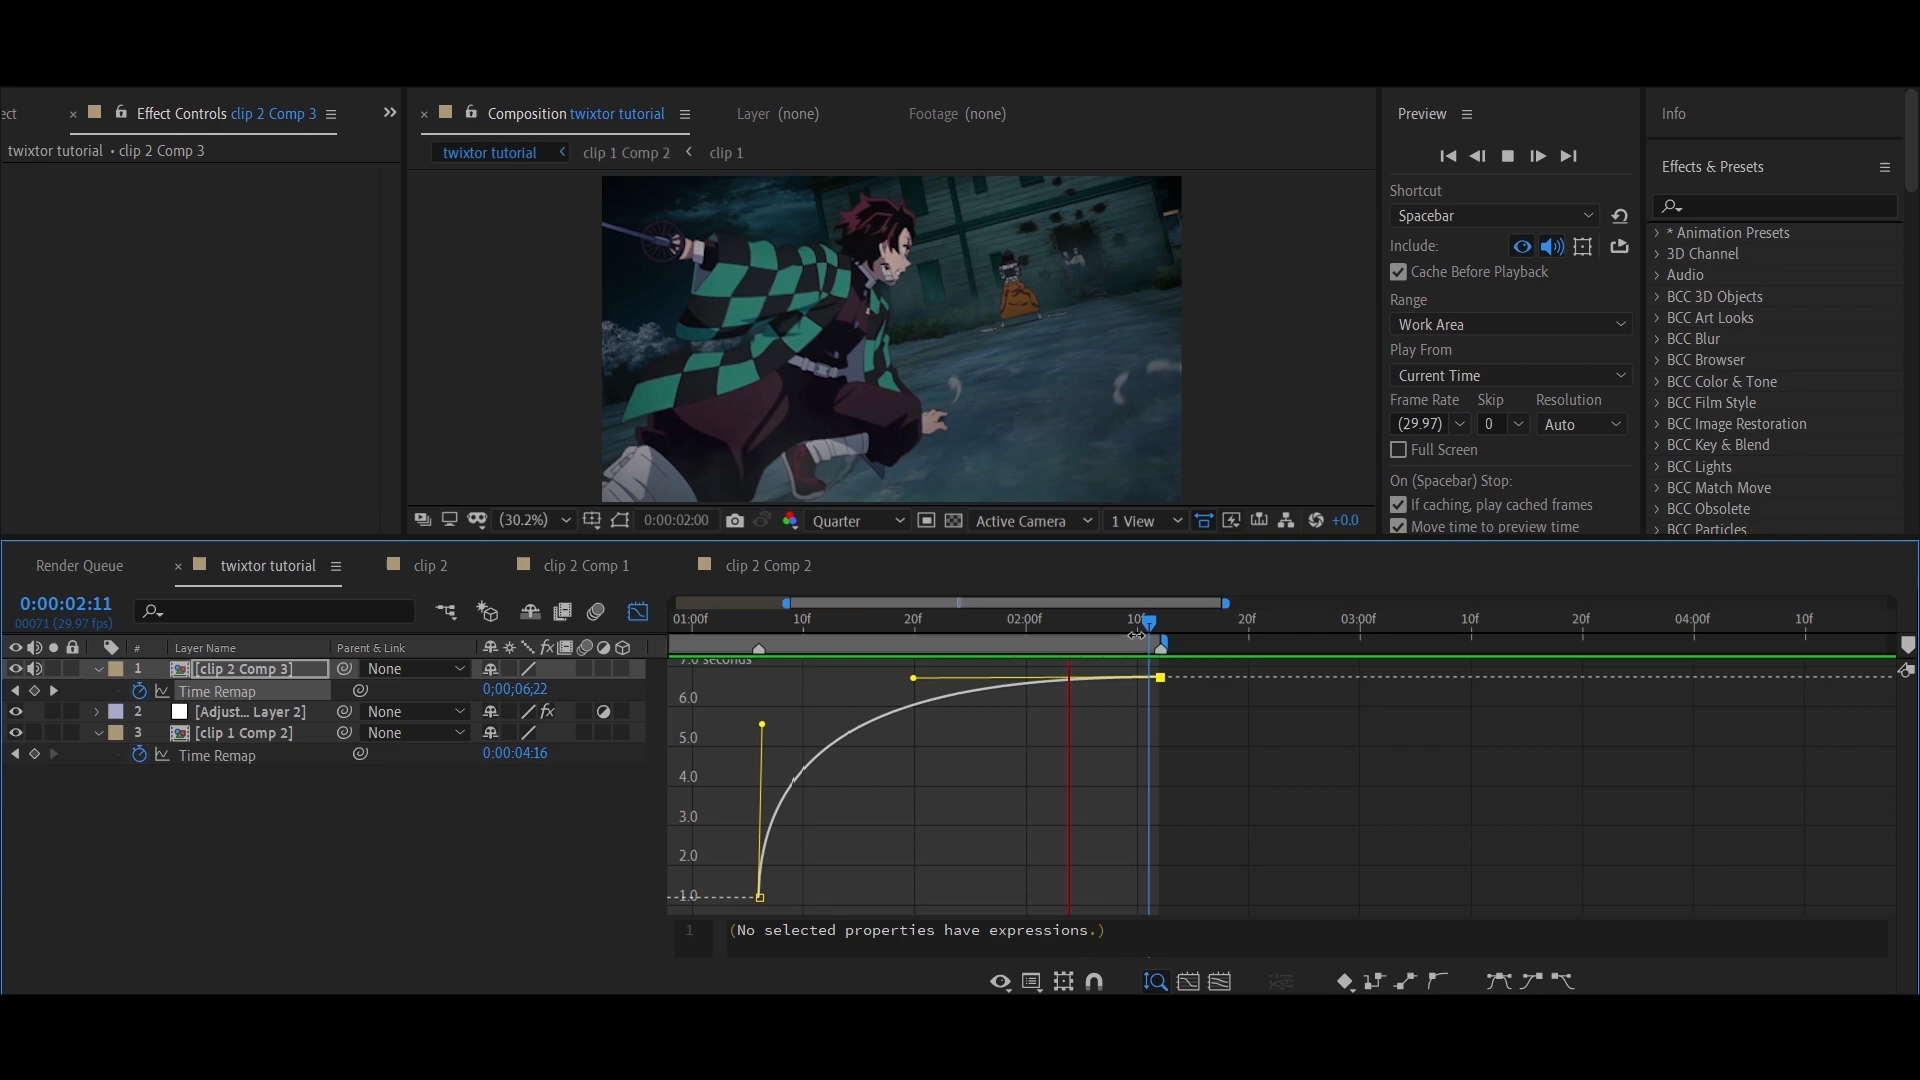 ect
× Effect Controls clip 2 Comp 3
twixtor tutorial • clip 2 Comp 3
× Composition twixtor tutorial
Layer (none)
Footage (none)
twixtor tutorial
clip 1 Comp 2
clip 1
(30.2%)
0:00:02:00
Quarter
Active Camera
1 View
+0.0
Preview
Shortcut
Spacebar
Include:
Cache Before Playback
Range
Work Area
Play From
Current Time
Frame Rate Skip Resolution
(29.97) 0 Auto
Full Screen
On (Spacebar) Stop:
If caching, play cached frames
Move time to preview time
Info
Effects & Presets
* Animation Presets
3D Channel
Audio
BCC 3D Objects
BCC Art Looks
BCC Blur
BCC Browser
BCC Color & Tone
BCC Film Style
BCC Image Restoration
BCC Key & Blend
BCC Lights
BCC Match Move
BCC Obsolete
BCC Particles
Render Queue
× twixtor tutorial
clip 2
clip 2 Comp 1
clip 2 Comp 2
0:00:02:11
00071 (29.97 fps)
# Layer Name Parent & Link fx
1 [clip 2 Comp 3] None
Time Remap 0;00;06;22
2 [Adjust... Layer 2] None fx
3 [clip 1 Comp 2] None
Time Remap 0:00:04:16
01:00f 10f 20f 02:00f 10f 20f 03:00f 10f 20f 04:00f 10f
7.0 seconds
6.0
5.0
4.0
3.0
2.0
1.0
1 (No selected properties have expressions.)